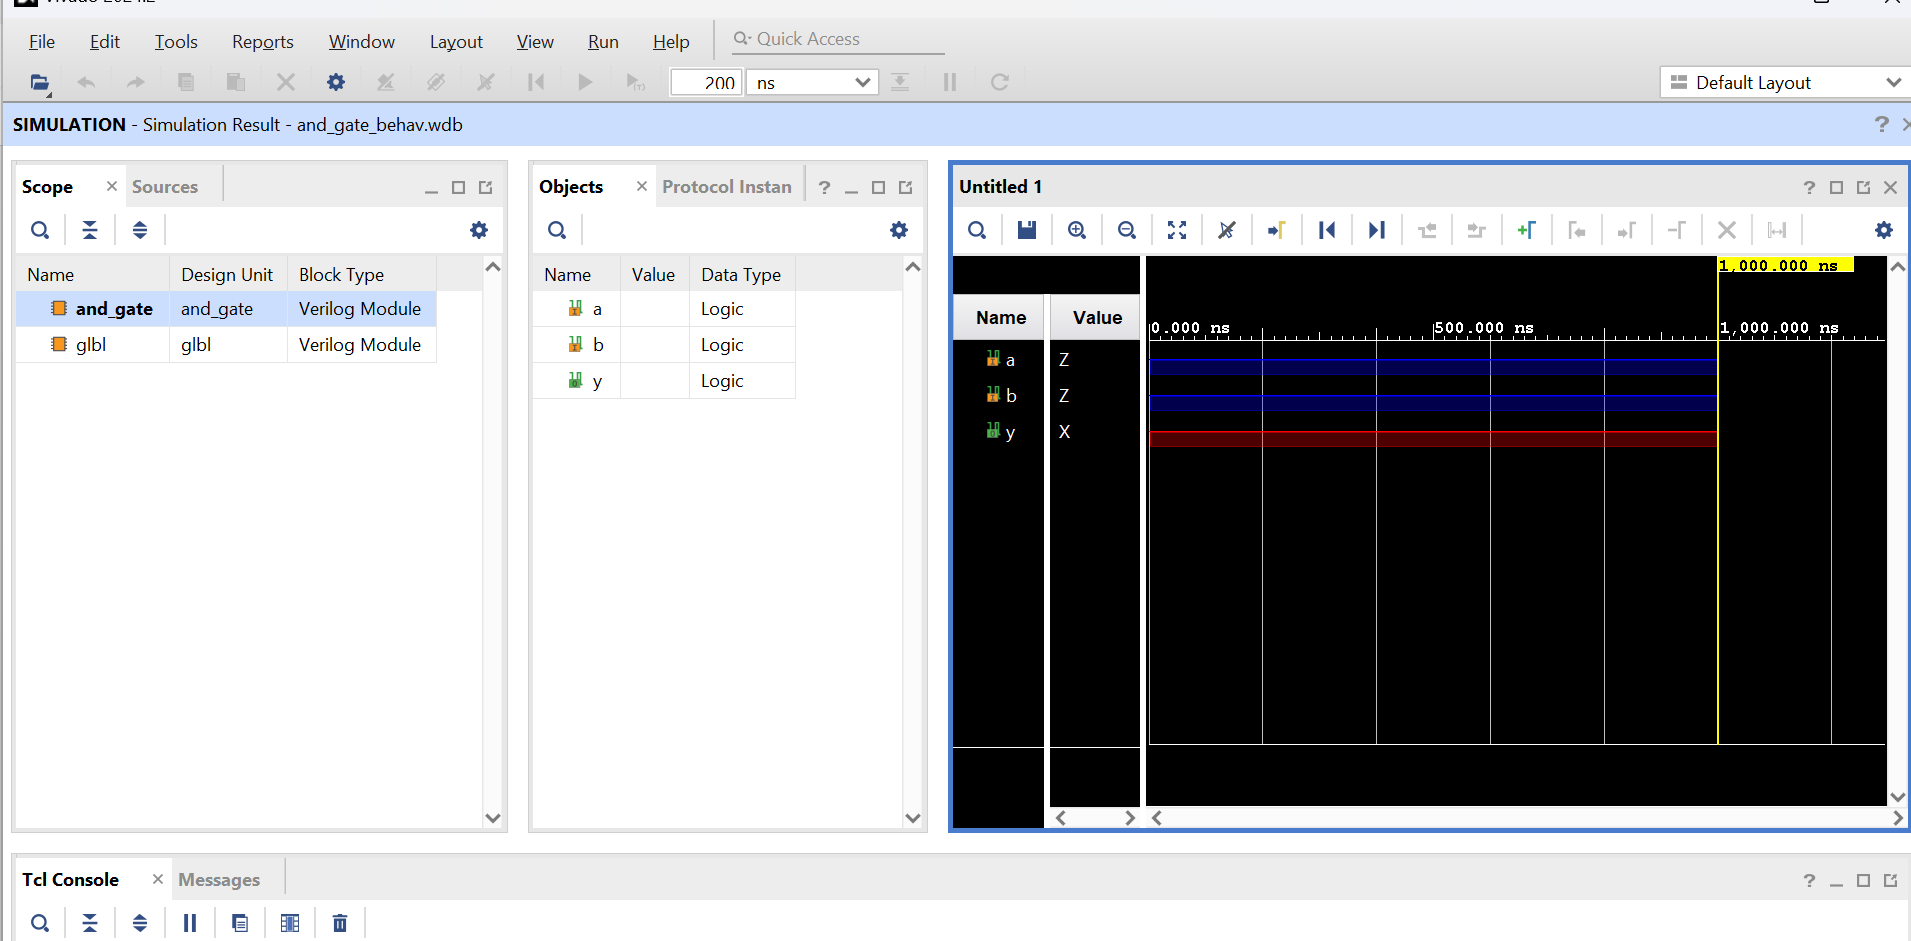 File Edit Tools Reports Window Layout View Run Help Quick Access
200 ns Default Layout
SIMULATION - Simulation Result - and_gate_behav.wdb
Scope Sources
Name Design Unit Block Type
and_gate and_gate Verilog Module
glbl glbl Verilog Module
Objects Protocol Instan
Name Value Data Type
a Logic
b Logic
y Logic
Untitled 1
1,000.000 ns
Name Value
0.000 ns 500.000 ns 1,000.000 ns
a Z
b Z
y X
Tcl Console Messages